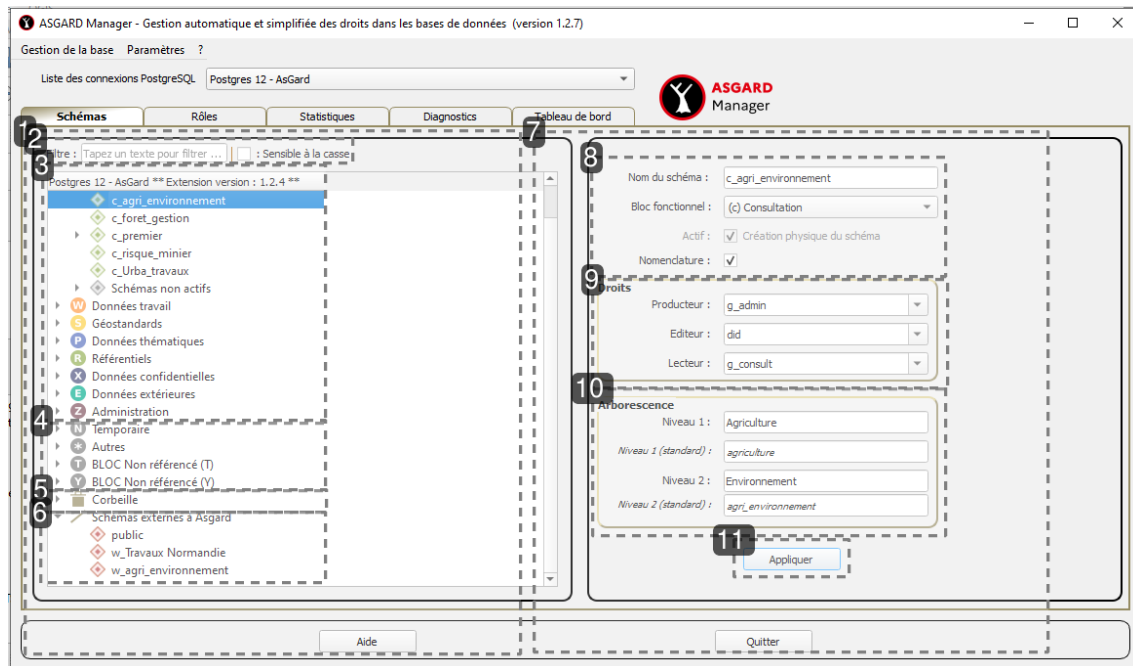 ASGARD Manager - Gestion automatique et simplifiée des droits dans les bases de données (version 1.2.7)
Gestion de la base Paramètres ?
Liste des connexions PostgreSQL Postgres 12 - AsGard
ASGARD
Manager
Schémas Rôles Statistiques Diagnostics Tableau de bord
1 2 7
Filtre : Tapez un texte pour filtrer ... : Sensible à la casse
3
Postgres 12 - AsGard ** Extension version : 1.2.4 **
c_agri_environnement
c_foret_gestion
c_premier
c_risque_minier
c_Urba_travaux
Schémas non actifs
W Données travail
S Géostandards
P Données thématiques
R Référentiels
X Données confidentielles
E Données extérieures
Z Administration
4
N Temporaire
Autres
T BLOC Non référencé (T)
Y BLOC Non référencé (Y)
5
Corbeille
6
Schémas externes à Asgard
public
w_Travaux Normandie
w_agri_environnement
8
Nom du schéma : c_agri_environnement
Bloc fonctionnel : (c) Consultation
Actif : Création physique du schéma
Nomenclature :
9
Droits
Producteur : g_admin
Editeur : did
Lecteur : g_consult
10
Arborescence
Niveau 1 : Agriculture
Niveau 1 (standard) : agriculture
Niveau 2 : Environnement
Niveau 2 (standard) : agri_environnement
11
Appliquer
Aide Quitter